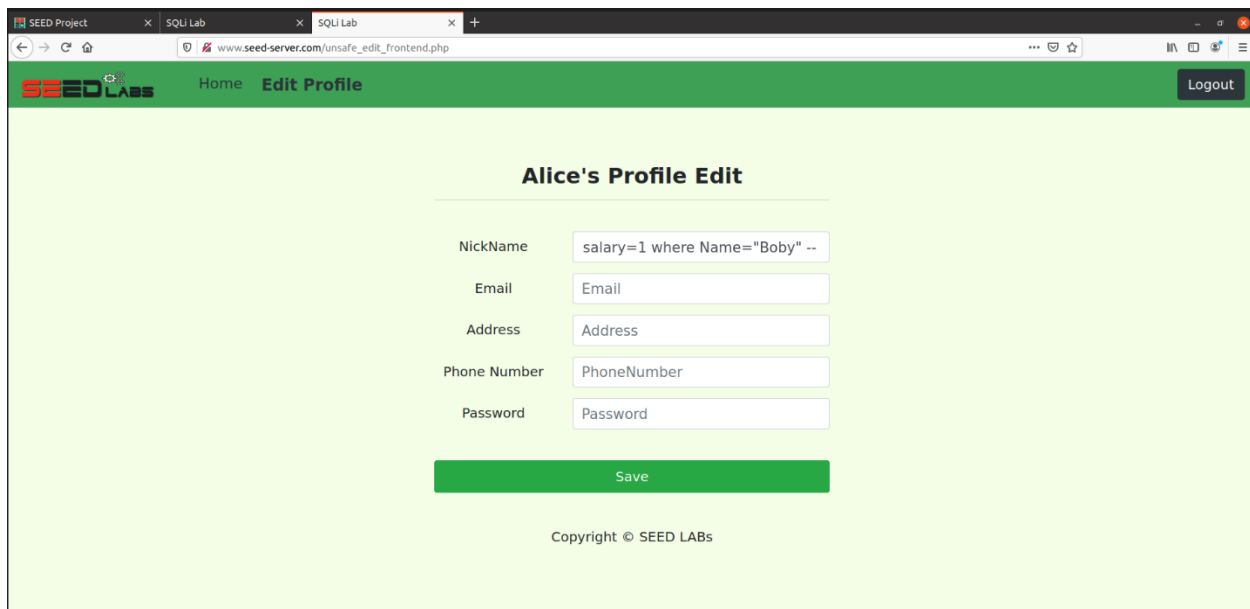 SEED Project SQLi Lab SQLi Lab
www.seed-server.com/unsafe_edit_frontend.php
SEEDLABS Home Edit Profile Logout
Alice's Profile Edit
NickName salary=1 where Name="Boby" --
Email Email
Address Address
Phone Number PhoneNumber
Password Password
Save
Copyright © SEED LABs